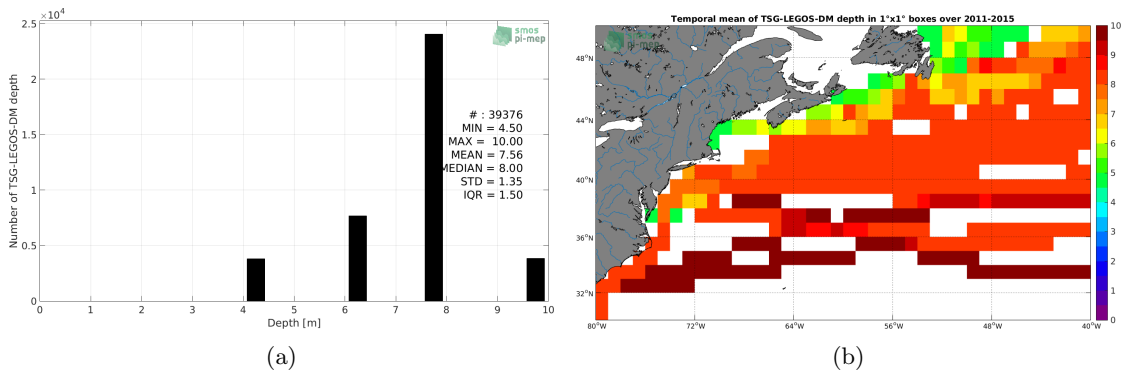 2.5 ×10⁴
smos
pi-mep
2
# : 39376
MIN = 4.50
1.5
MAX = 10.00
MEAN = 7.56
MEDIAN = 8.00
STD = 1.35
IQR = 1.50
1
0.5
0
Number of TSG-LEGOS-DM depth
0 1 2 3 4 5 6 7 8 9 10
Depth [m]
(a)
Temporal mean of TSG-LEGOS-DM depth in 1°x1° boxes over 2011-2015
smos
pi-mep
48°N
44°N
40°N
36°N
32°N
80°W 72°W 64°W 56°W 48°W 40°W
10
9
8
7
6
5
4
3
2
1
0
(b)